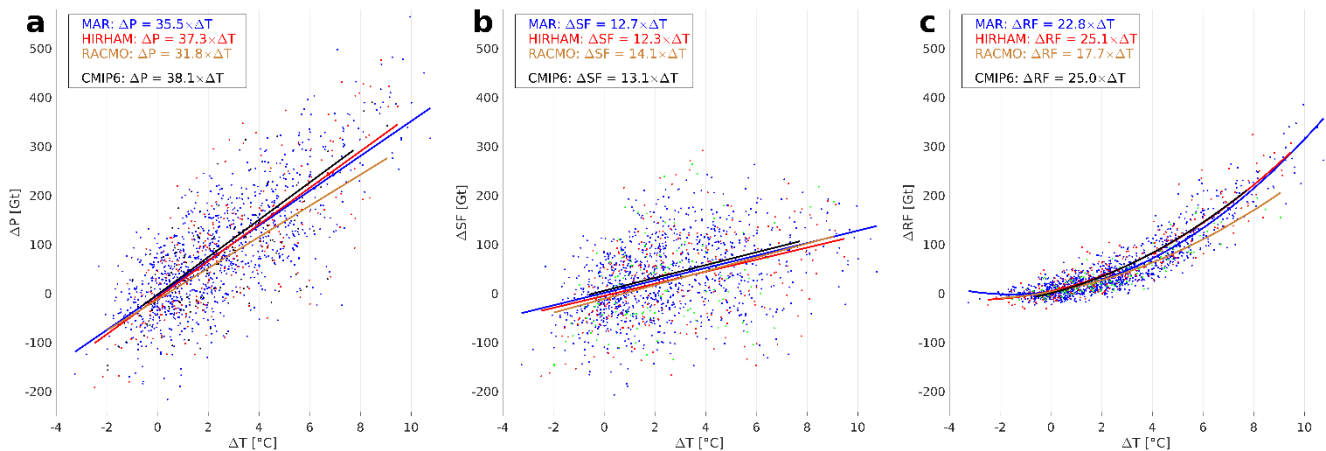 a
MAR: ΔP = 35.5×ΔT
HIRHAM: ΔP = 37.3×ΔT
RACMO: ΔP = 31.8×ΔT
CMIP6: ΔP = 38.1×ΔT
500
400
300
200
100
0
-100
-200
ΔP [Gt]
-4 -2 0 2 4 6 8 10
ΔT [°C]
b
MAR: ΔSF = 12.7×ΔT
HIRHAM: ΔSF = 12.3×ΔT
RACMO: ΔSF = 14.1×ΔT
CMIP6: ΔSF = 13.1×ΔT
500
400
300
200
100
0
-100
-200
ΔSF [Gt]
-4 -2 0 2 4 6 8 10
ΔT [°C]
c
MAR: ΔRF = 22.8×ΔT
HIRHAM: ΔRF = 25.1×ΔT
RACMO: ΔRF = 17.7×ΔT
CMIP6: ΔRF = 25.0×ΔT
500
400
300
200
100
0
-100
-200
ΔRF [Gt]
-4 -2 0 2 4 6 8 10
ΔT [°C]